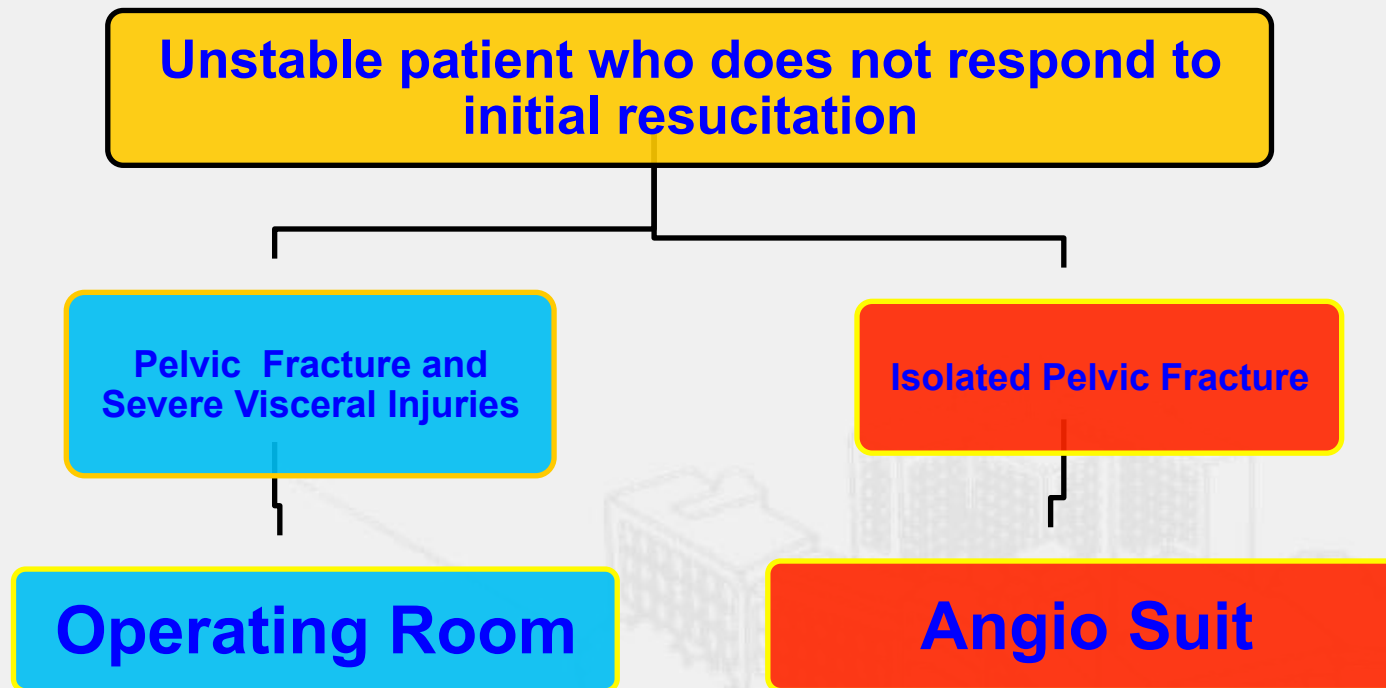 Unstable patient who does not respond to
initial resucitation
Pelvic Fracture and
Severe Visceral Injuries
Isolated Pelvic Fracture
Operating Room
Angio Suit